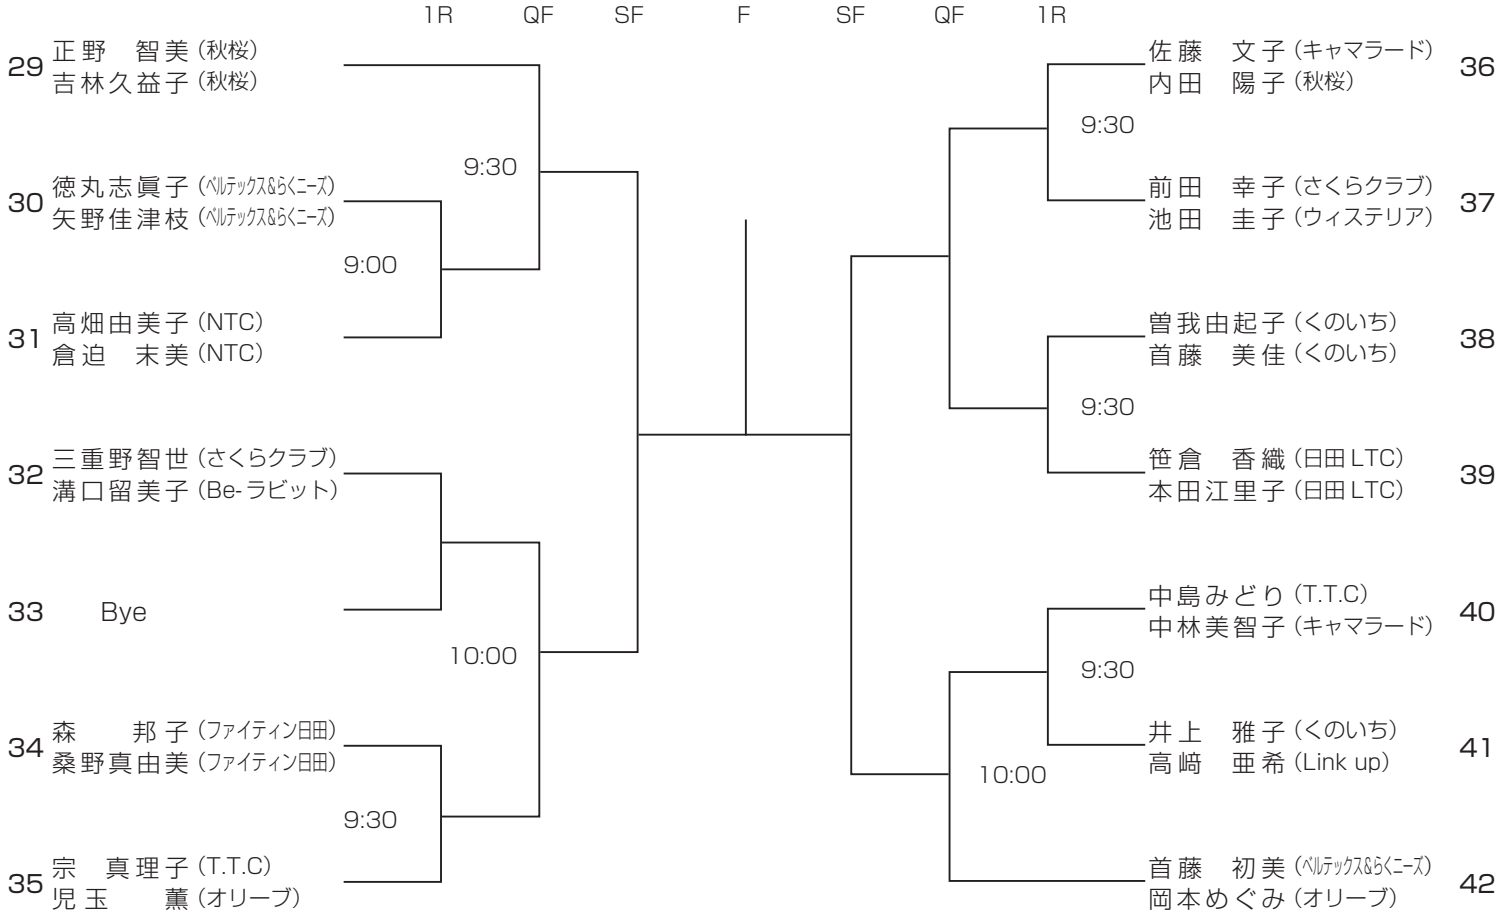 1R QF SF F SF QF 1R
29 正野 智美(秋桜)
吉林久益子(秋桜)
9:30
30 徳丸志眞子(ベルテックス&らくニーズ)
矢野佳津枝(ベルテックス&らくニーズ)
9:00
31 高畑由美子(NTC)
倉迫 末美(NTC)
32 三重野智世(さくらクラブ)
溝口留美子(Be-ラビット)
33 Bye
10:00
34 森 邦子(ファイティン日田)
桑野真由美(ファイティン日田)
9:30
35 宗 真理子(T.T.C)
児玉 薫(オリーブ)
佐藤 文子(キャマラード) 36
内田 陽子(秋桜)
9:30
前田 幸子(さくらクラブ) 37
池田 圭子(ウィステリア)
曽我由起子(くのいち) 38
首藤 美佳(くのいち)
9:30
笹倉 香織(日田 LTC) 39
本田江里子(日田 LTC)
中島みどり(T.T.C) 40
中林美智子(キャマラード)
9:30
井上 雅子(くのいち) 41
高﨑 亜希(Link up)
10:00
首藤 初美(ベルテックス&らくニーズ) 42
岡本めぐみ(オリーブ)